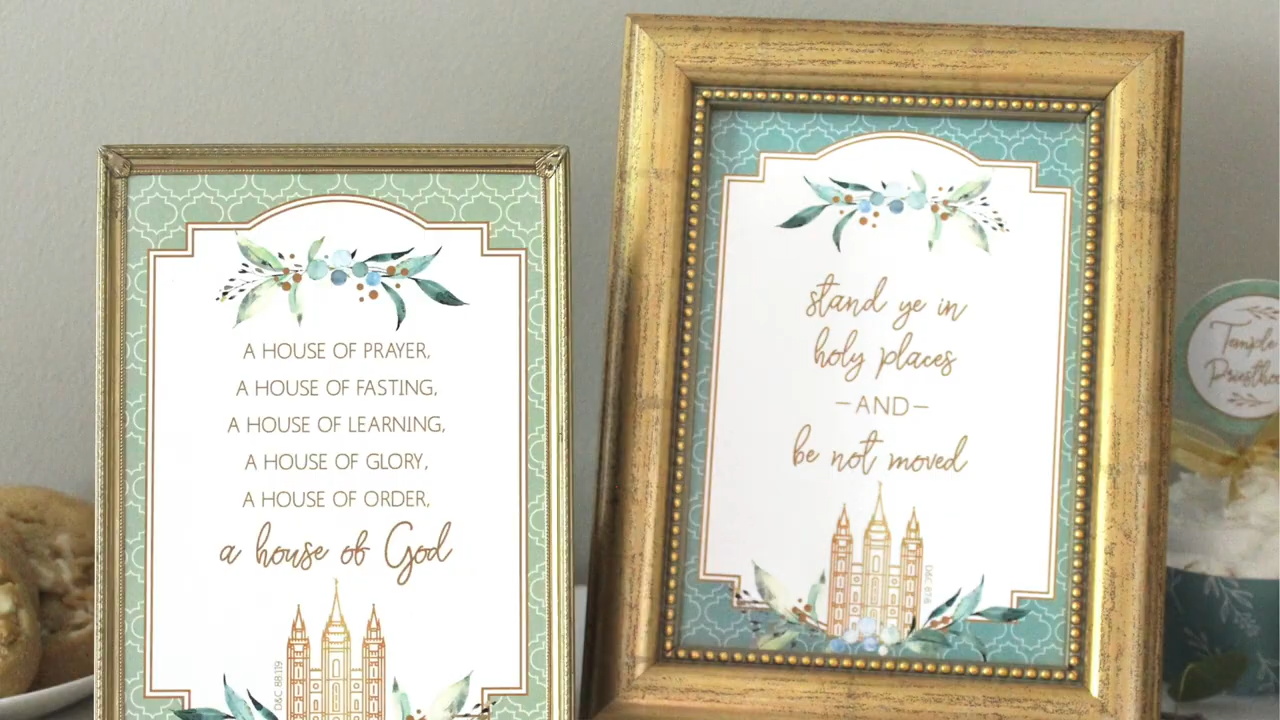 A HOUSE OF PRAYER,
A HOUSE OF FASTING,
A HOUSE OF LEARNING,
A HOUSE OF GLORY,
A HOUSE OF ORDER,
a house of God
D&C 88:119
stand ye in
holy places
—AND—
be not moved
D&C 87:8
Temple